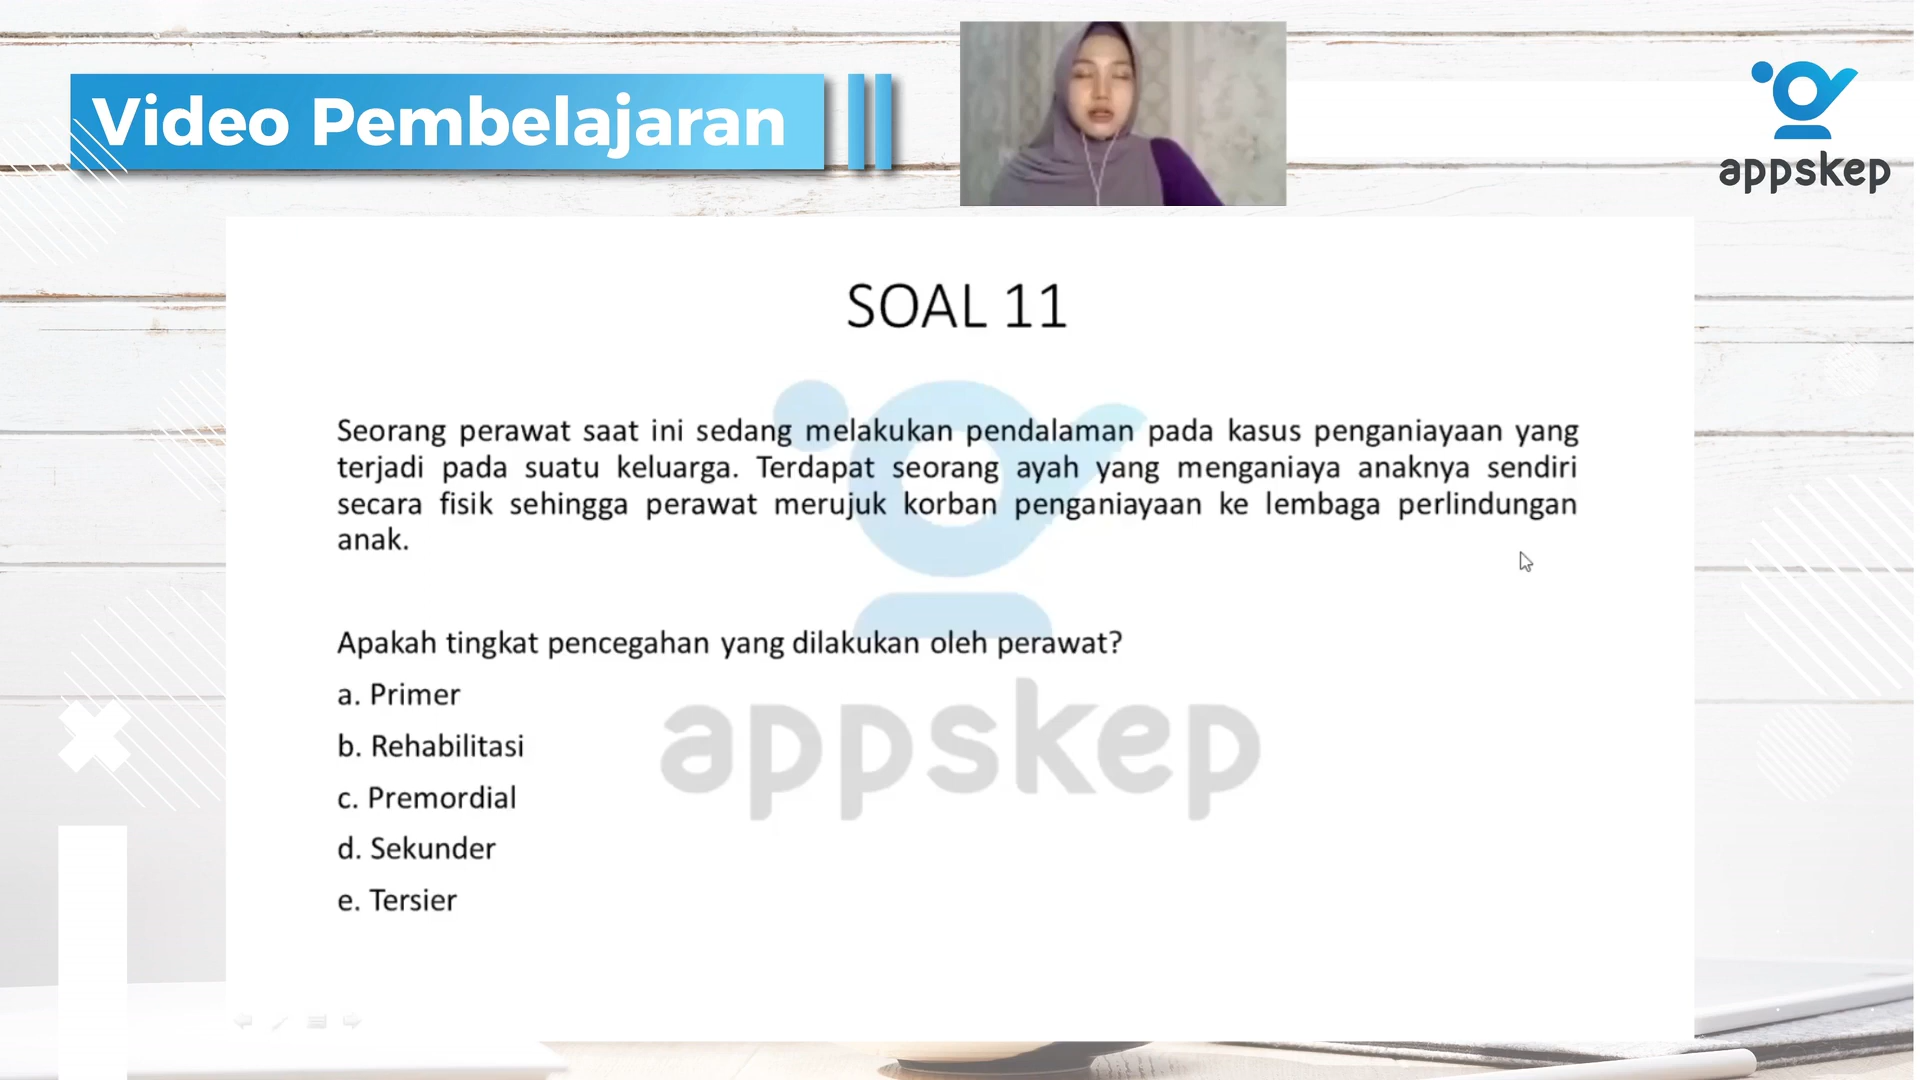 Video Pembelajaran
appskep
SOAL 11
Seorang perawat saat ini sedang melakukan pendalaman pada kasus penganiayaan yang
terjadi pada suatu keluarga. Terdapat seorang ayah yang menganiaya anaknya sendiri
secara fisik sehingga perawat merujuk korban penganiayaan ke lembaga perlindungan
anak.
Apakah tingkat pencegahan yang dilakukan oleh perawat?
a. Primer
b. Rehabilitasi
c. Premordial
d. Sekunder
e. Tersier
appskep